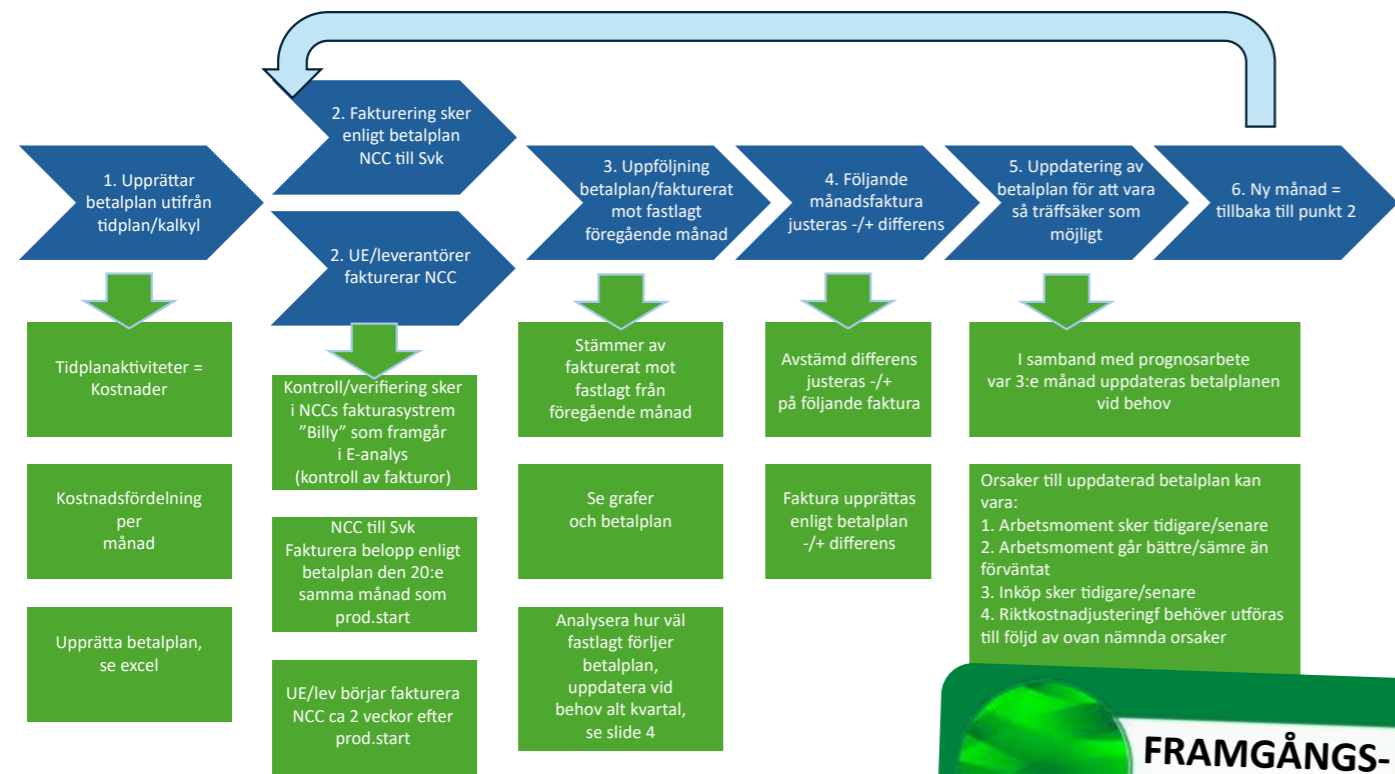 1. Upprättar
betalplan utifrån
tidplan/kalkyl
2. Fakturering sker
enligt betalplan
NCC till Svk
2. UE/leverantörer
fakturerar NCC
3. Uppföljning
betalplan/fakturerat
mot fastlagt
föregående månad
4. Följande
månadsfaktura
justeras -/+ differens
5. Uppdatering av
betalplan för att vara
så träffsäker som
möjligt
6. Ny månad =
tillbaka till punkt 2
Tidplanaktiviteter =
Kostnader
Kostnadsfördelning
per
månad
Upprätta betalplan,
se excel
Kontroll/verifiering sker
i NCCs fakturasystrem
”Billy” som framgår
i E-analys
(kontroll av fakturor)
NCC till Svk
Fakturera belopp enligt
betalplan den 20:e
samma månad som
prod.start
UE/lev börjar fakturera
NCC ca 2 veckor efter
prod.start
Stämmer av
fakturerat mot
fastlagt från
föregående månad
Se grafer
och betalplan
Analysera hur väl
fastlagt förljer
betalplan,
uppdatera vid
behov alt kvartal,
se slide 4
Avstämd differens
justeras -/+
på följande faktura
Faktura upprättas
enligt betalplan
-/+ differens
I samband med prognosarbete
var 3:e månad uppdateras betalplanen
vid behov
Orsaker till uppdaterad betalplan kan
vara:
1. Arbetsmoment sker tidigare/senare
2. Arbetsmoment går bättre/sämre än
förväntat
3. Inköp sker tidigare/senare
4. Riktkostnadjusteringf behöver utföras
till följd av ovan nämnda orsaker
FRAMGÅNGS-